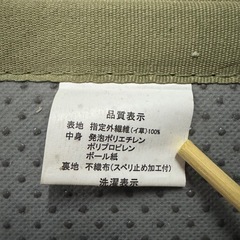 品質表示
表地 指定外繊維(イ草)100%
中身 発泡ポリエチレン
ポリプロピレン
ボール紙
裏地 不織布(スベリ止め加工付)
洗濯表示